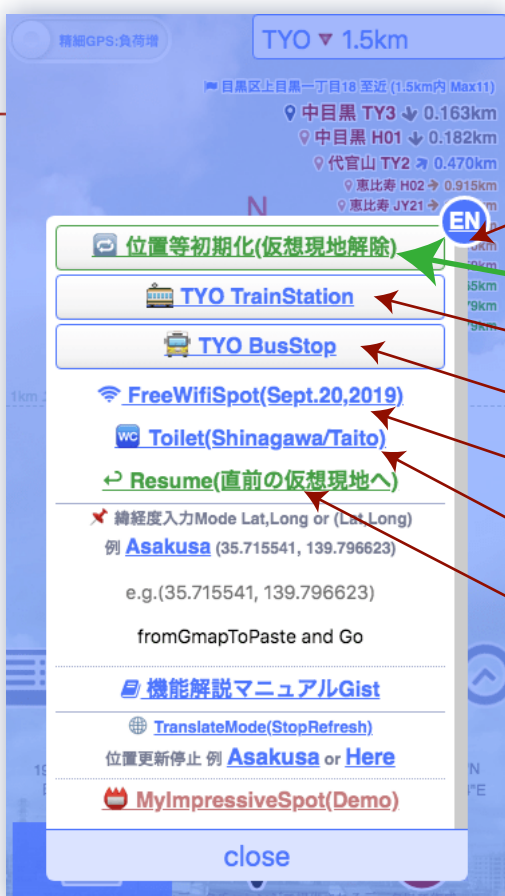 精細GPS:負荷増
TYO ▼ 1.5km
目黒区上目黒一丁目18 至近 (1.5km内 Max11)
中目黒 TY3 0.163km
中目黒 H01 0.182km
代官山 TY2 0.470km
恵比寿 H02 0.915km
恵比寿 JY21
N
EN
位置等初期化(仮想現地解除)
TYO TrainStation
TYO BusStop
1km
FreeWifiSpot(Sept.20,2019)
WC Toilet(Shinagawa/Taito)
Resume(直前の仮想現地へ)
緯経度入力Mode Lat,Long or (Lat,Long)
例 Asakusa (35.715541, 139.796623)
e.g.(35.715541, 139.796623)
fromGmapToPaste and Go
機能解説マニュアルGist
TranslateMode(StopRefresh)
位置更新停止 例 Asakusa or Here
MyImpressiveSpot(Demo)
close